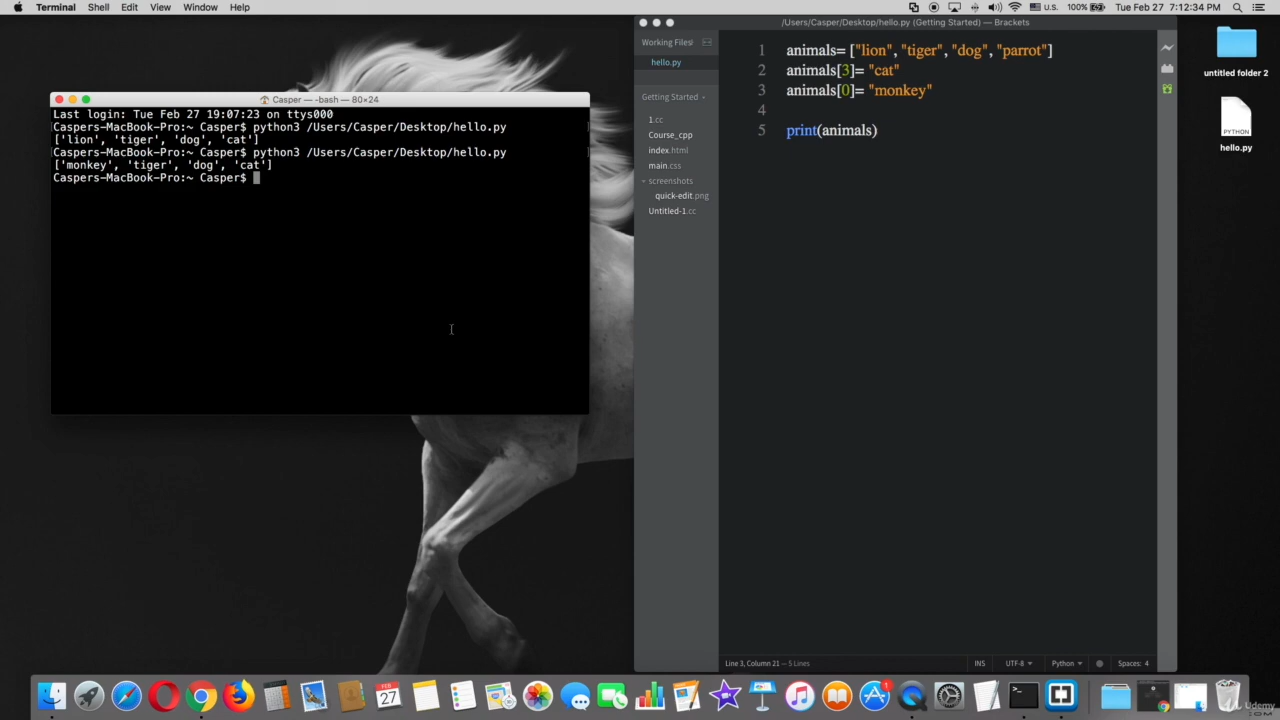 Terminal Shell Edit View Window Help
U.S. 100% Tue Feb 27 7:12:34 PM
Casper — -bash — 80×24
Last login: Tue Feb 27 19:07:23 on ttys000
Caspers-MacBook-Pro:~ Casper$ python3 /Users/Casper/Desktop/hello.py
['lion', 'tiger', 'dog', 'cat']
Caspers-MacBook-Pro:~ Casper$ python3 /Users/Casper/Desktop/hello.py
['monkey', 'tiger', 'dog', 'cat']
Caspers-MacBook-Pro:~ Casper$
/Users/Casper/Desktop/hello.py (Getting Started) — Brackets
Working Files
hello.py
Getting Started
1.cc
Course_cpp
index.html
main.css
screenshots
quick-edit.png
Untitled-1.cc
1 animals= ["lion", "tiger", "dog", "parrot"]
2 animals[3]= "cat"
3 animals[0]= "monkey"
4
5 print(animals)
Line 3, Column 21 — 5 Lines
INS UTF-8 Python Spaces: 4
untitled folder 2
PYTHON
hello.py
FEB
27
1
Udemy